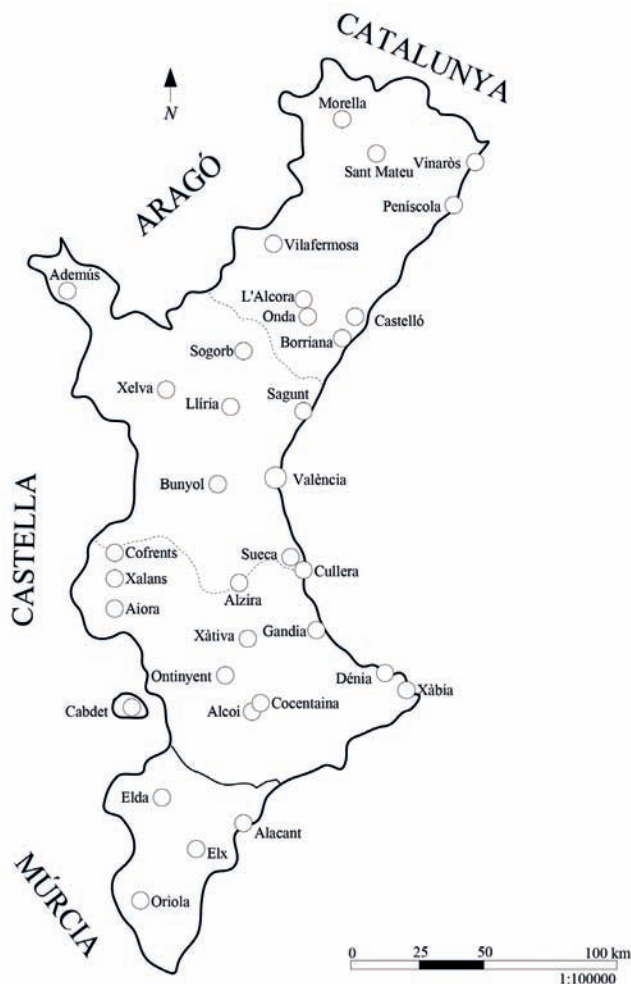 CATALUNYA
N
Morella
Sant Mateu
Vinaròs
ARAGÓ
Peníscola
Vilafermosa
Ademús
L'Alcora
Onda
Castelló
Borriana
Sogorb
Xelva
Llíria
Sagunt
València
Bunyol
CASTELLA
Cofrents
Sueca
Cullera
Xalans
Alzira
Aiora
Gandia
Xàtiva
Ontinyent
Dénia
Xàbia
Cabdet
Cocentaina
Alcoi
Elda
Alacant
Elx
MÚRCIA
Oriola
0 25 50 100 km
1:100000